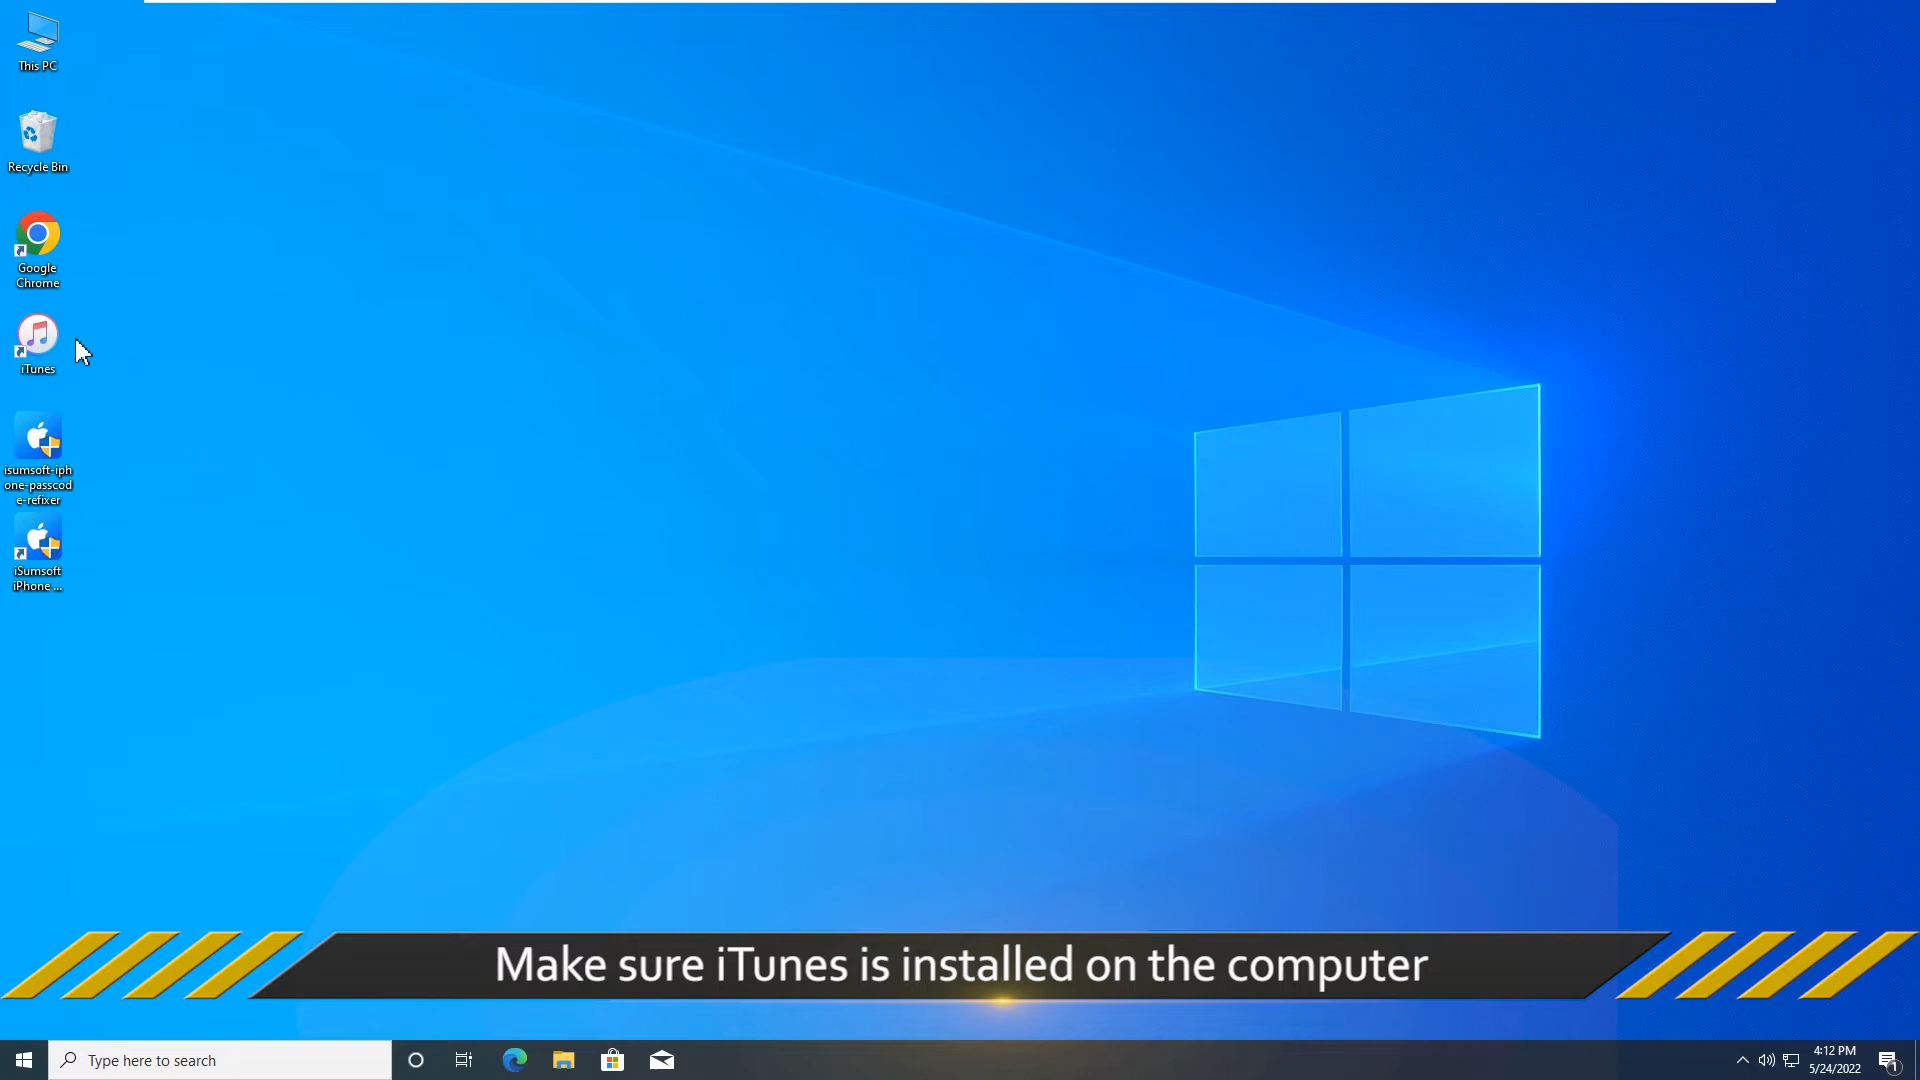 This PC
Recycle Bin
Google
Chrome
iTunes
isumsoft-iph
one-passcod
e-refixer
iSumsoft
iPhone ...
Make sure iTunes is installed on the computer
Type here to search
4:12 PM
5/24/2022
1